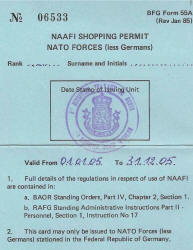 № 06533
BFG Form 55A
(Rev Jan 85)
NAAFI SHOPPING PERMIT
NATO FORCES (less Germans)
Rank Surname and Initials
Date Stamp of Issuing Unit
Valid From 01.01.05. To 31.12.05.
1. Full details of the regulations in respect of use of NAAFI
are contained in:
a. BAOR Standing Orders, Part IV, Chapter 2, Section 1.
b. RAFG Standing Administrative Instructions Part II -
Personnel, Section 1, Instruction No 17
2. This card may only be issued to NATO Forces (less
Germans) stationed in the Federal Republic of Germany.